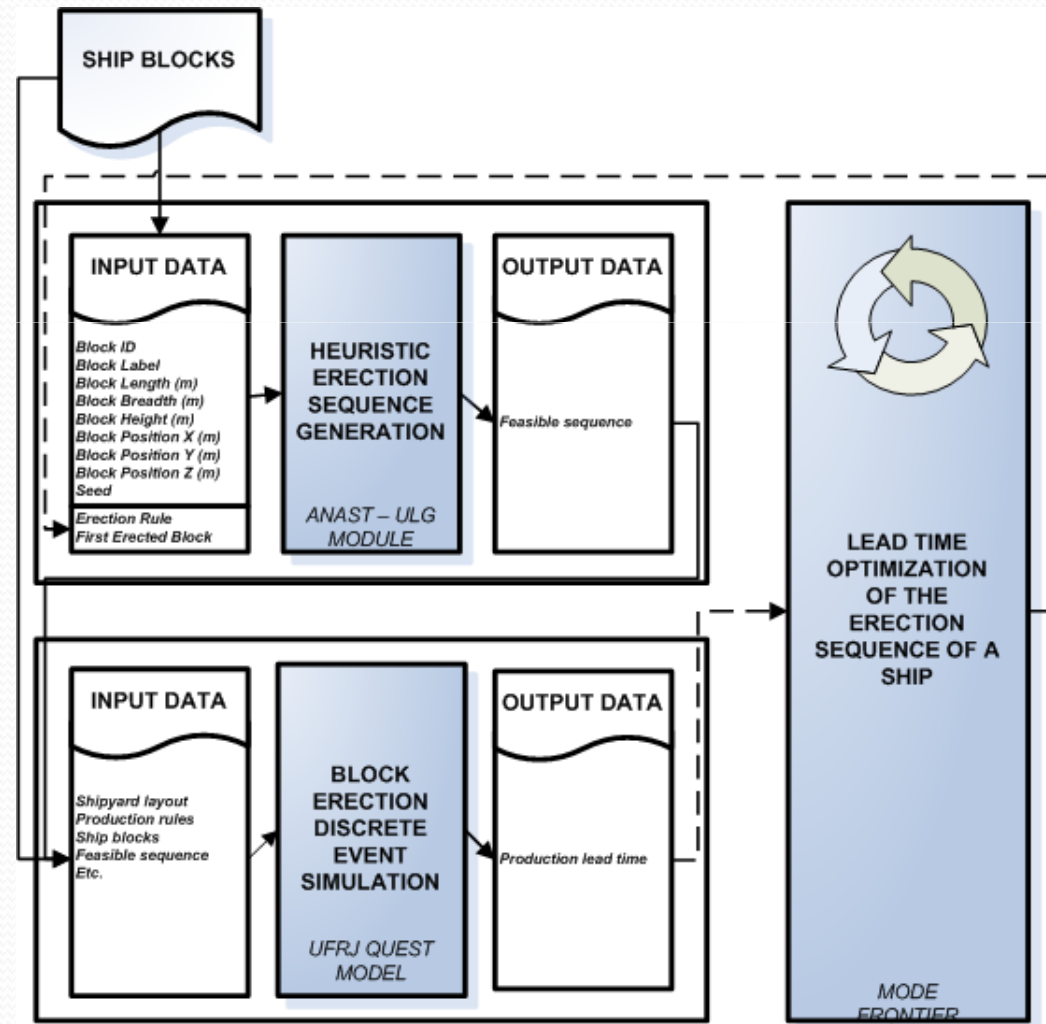 SHIP BLOCKS
INPUT DATA
Block ID
Block Label
Block Length (m)
Block Breadth (m)
Block Height (m)
Block Position X (m)
Block Position Y (m)
Block Position Z (m)
Seed
Erection Rule
First Erected Block
HEURISTIC
ERECTION
SEQUENCE
GENERATION
ANAST – ULG
MODULE
OUTPUT DATA
Feasible sequence
INPUT DATA
Shipyard layout
Production rules
Ship blocks
Feasible sequence
Etc.
BLOCK
ERECTION
DISCRETE
EVENT
SIMULATION
UFRJ QUEST
MODEL
OUTPUT DATA
Production lead time
LEAD TIME
OPTIMIZATION
OF THE
ERECTION
SEQUENCE OF A
SHIP
MODE
FRONTIER